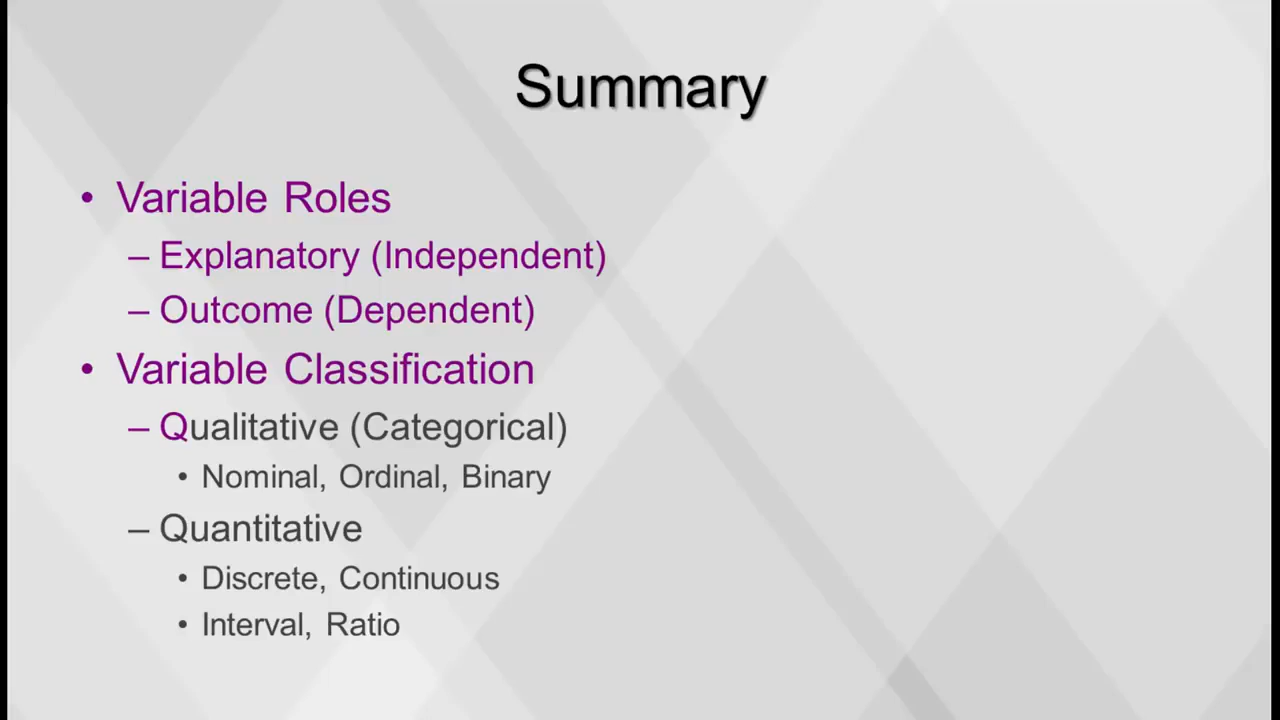 Summary
• Variable Roles
– Explanatory (Independent)
– Outcome (Dependent)
• Variable Classification
– Qualitative (Categorical)
• Nominal, Ordinal, Binary
– Quantitative
• Discrete, Continuous
• Interval, Ratio